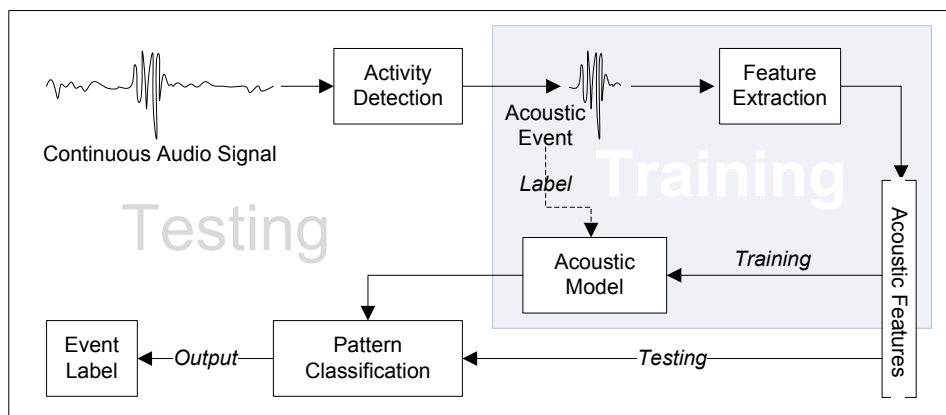 Activity
Detection
Feature
Extraction
Continuous Audio Signal
Acoustic
Event
Training
Label
Testing
Acoustic Features
Acoustic
Model
Training
Event
Label
Output
Pattern
Classification
Testing